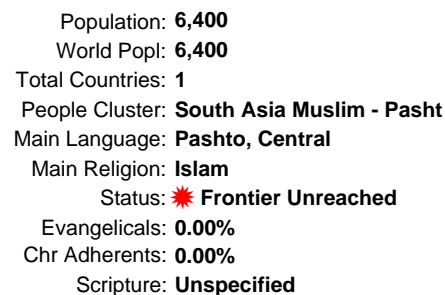 Population: 6,400
World Popl: 6,400
Total Countries: 1
People Cluster: South Asia Muslim - Pasht
Main Language: Pashto, Central
Main Religion: Islam
Status: Frontier Unreached
Evangelicals: 0.00%
Chr Adherents: 0.00%
Scripture: Unspecified